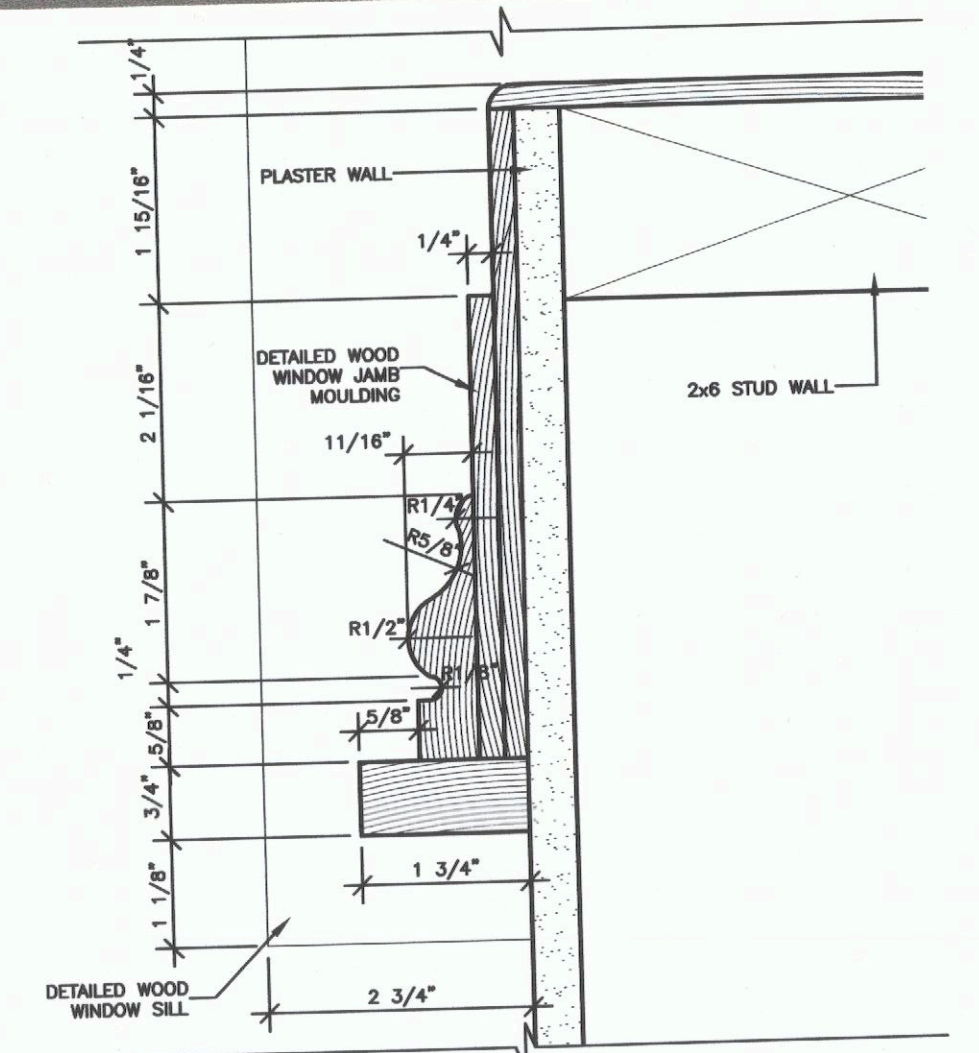 1/4"
1 15/16"
PLASTER WALL
1/4"
DETAILED WOOD
WINDOW JAMB
MOULDING
2x6 STUD WALL
2 1/16"
11/16"
R1/4"
R5/8"
1 7/8"
R1/2"
1/4"
R1/8"
5/8"
5/8"
3/4"
1 3/4"
1 1/8"
DETAILED WOOD
WINDOW SILL
2 3/4"